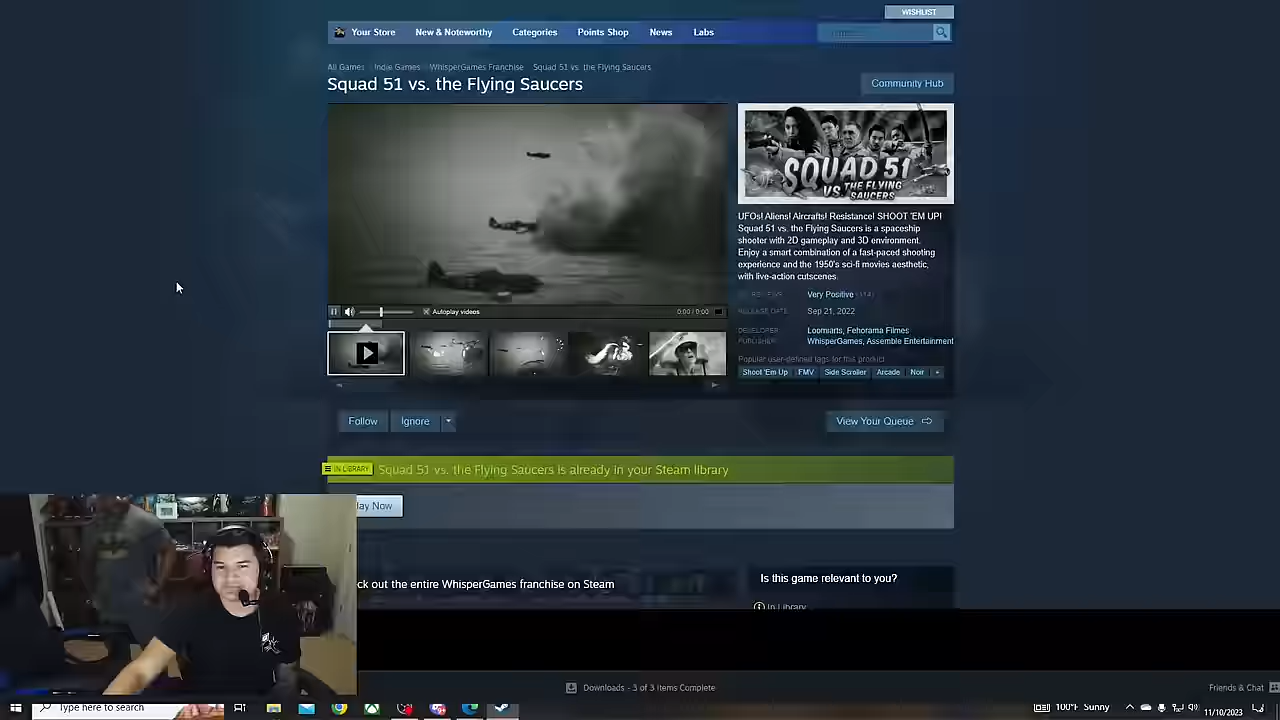 WISHLIST
Your Store New & Noteworthy Categories Points Shop News Labs
All Games Indie Games WhisperGames Franchise Squad 51 vs. the Flying Saucers
Squad 51 vs. the Flying Saucers
Community Hub
SQUAD 51
VS. THE FLYING
SAUCERS
UFOs! Aliens! Aircrafts! Resistance! SHOOT 'EM UP!
Squad 51 vs. the Flying Saucers is a spaceship
shooter with 2D gameplay and 3D environment.
Enjoy a smart combination of a fast-paced shooting
experience and the 1950's sci-fi movies aesthetic,
with live-action cutscenes.
Very Positive
RELEASE DATE: Sep 21, 2022
DEVELOPER: Loomiarts, Fehorama Filmes
PUBLISHER: WhisperGames, Assemble Entertainment
Popular user-defined tags for this product
Shoot 'Em Up FMV Side Scroller Arcade Noir
Autoplay videos 0:00 / 0:00
Follow Ignore View Your Queue
IN LIBRARY Squad 51 vs. the Flying Saucers is already in your Steam library
lay Now
ck out the entire WhisperGames franchise on Steam
Is this game relevant to you?
In Library
Downloads - 3 of 3 Items Complete
Friends & Chat
Type here to search
100°F Sunny
11/10/2023